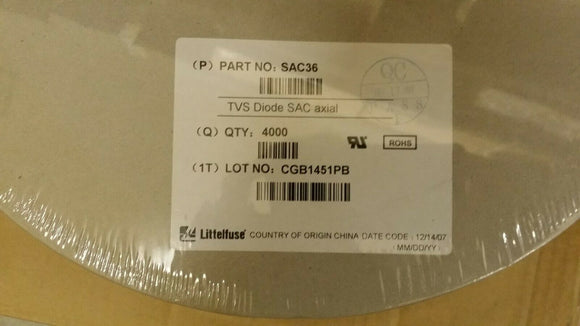 (P) PART NO: SAC36
QC
TVS Diode SAC axial
(Q) QTY: 4000
ROHS
(1T) LOT NO: CGB1451PB
Littelfuse COUNTRY OF ORIGIN CHINA DATE CODE: 12/14/07
(MM/DD/YY)